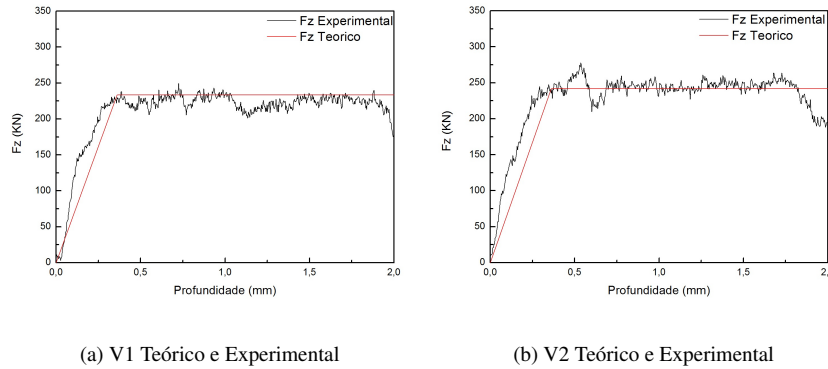 350
300
250
200
150
100
50
0
Fz (KN)
0,0
0,5
1,0
1,5
2,0
Profundidade (mm)
Fz Experimental
Fz Teorico
(a) V1 Teórico e Experimental
350
300
250
200
150
100
50
0
Fz (KN)
0,0
0,5
1,0
1,5
2,0
Profundidade (mm)
Fz Experimental
Fz Teorico
(b) V2 Teórico e Experimental